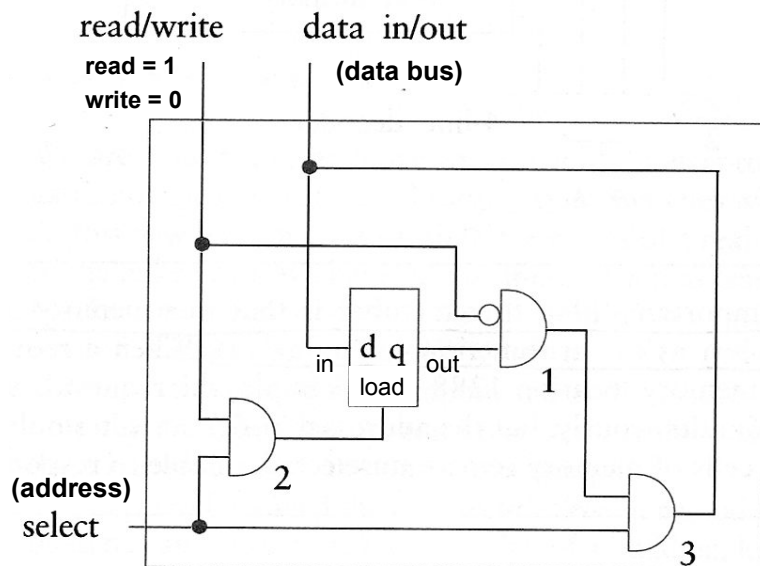 read/write
data in/out
read = 1
(data bus)
write = 0
d q
in
out
load
1
2
(address)
select
3